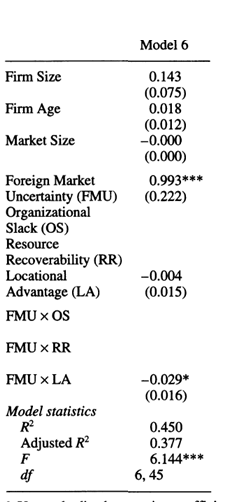 Model 6
Firm Size 0.143
(0.075)
Firm Age 0.018
(0.012)
Market Size −0.000
(0.000)
Foreign Market 0.993***
Uncertainty (FMU) (0.222)
Organizational
Slack (OS)
Resource
Recoverability (RR)
Locational −0.004
Advantage (LA) (0.015)
FMU × OS
FMU × RR
FMU × LA −0.029*
(0.016)
Model statistics
R² 0.450
Adjusted R² 0.377
F 6.144***
df 6, 45